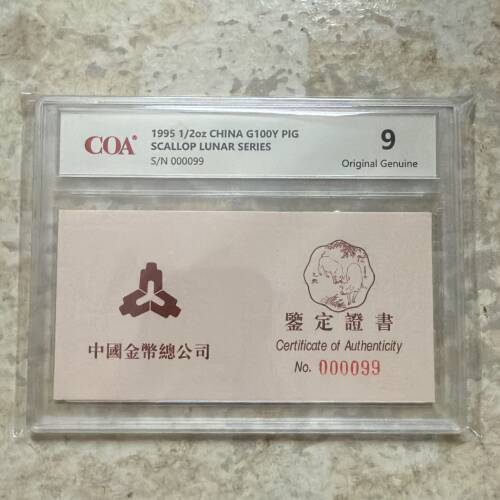 COA®
1995 1/2oz CHINA G100Y PIG
SCALLOP LUNAR SERIES
S/N 000099
9
Original Genuine
中國金幣總公司
鑒定證書
Certificate of Authenticity
No. 000099